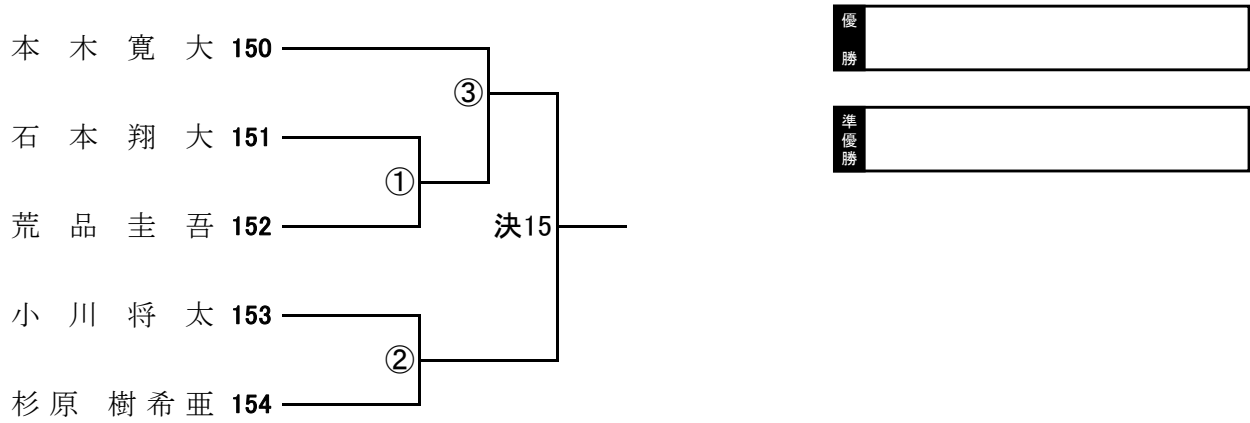 本木寛大 150
③
石本翔大 151
①
荒品圭吾 152
決15
小川将太 153
②
杉原樹希亜 154
優勝
準優勝